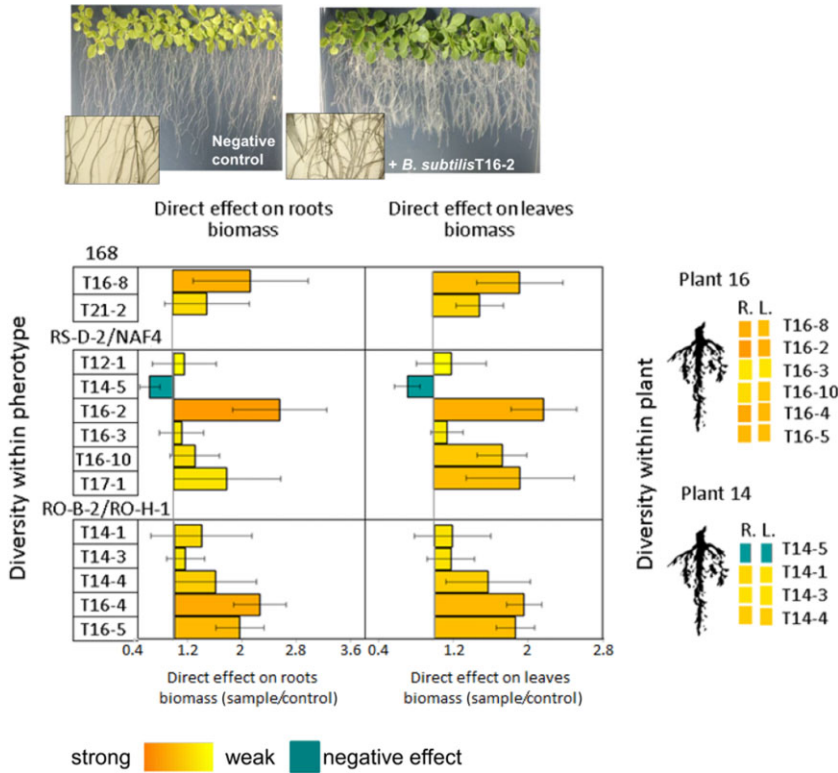 Negative
control
+ B. subtilisT16-2
Direct effect on roots
biomass
Direct effect on leaves
biomass
Diversity within pherotype
168
T16-8
T21-2
RS-D-2/NAF4
T12-1
T14-5
T16-2
T16-3
T16-10
T17-1
RO-B-2/RO-H-1
T14-1
T14-3
T14-4
T16-4
T16-5
0.4 1.2 2 2.8 3.6
0.4 1.2 2 2.8
Direct effect on roots
biomass (sample/control)
Direct effect on leaves
biomass (sample/control)
Diversity within plant
Plant 16
R. L.
T16-8
T16-2
T16-3
T16-10
T16-4
T16-5
Plant 14
R. L.
T14-5
T14-1
T14-3
T14-4
strong weak negative effect